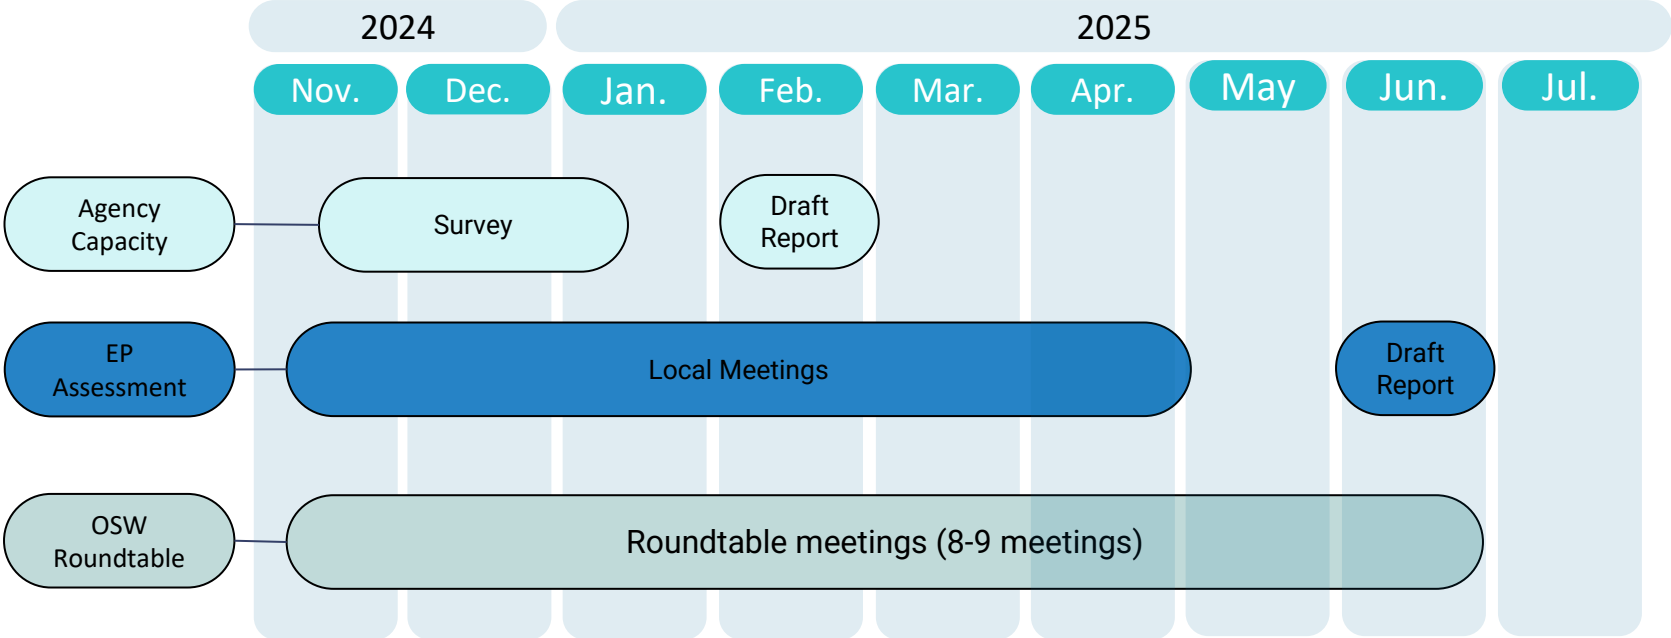 2024
2025
Nov.
Dec.
Jan.
Feb.
Mar.
Apr.
May
Jun.
Jul.
Agency
Capacity
Survey
Draft
Report
EP
Assessment
Local Meetings
Draft
Report
OSW
Roundtable
Roundtable meetings (8-9 meetings)